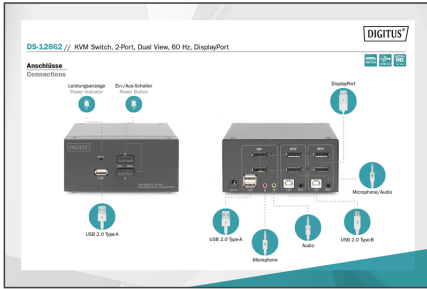 DIGITUS®
DS-12862 // KVM Switch, 2-Port, Dual View, 60 Hz, DisplayPort
Anschlüsse
Connections
Leistungsanzeige
Power Indicator
Ein-/Aus-Schalter
Power Button
DisplayPort
DIGITUS
USB 2.0 Type-A
USB 2.0 Type-A
Microphone
Audio
USB 2.0 Type-B
Microphone/Audio